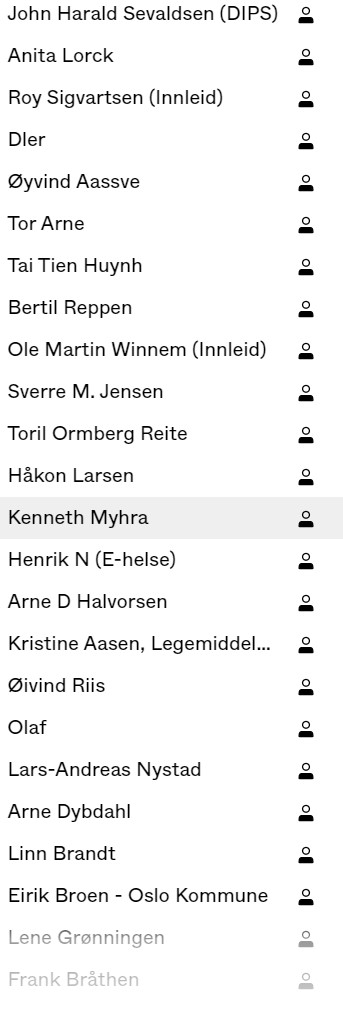 John Harald Sevaldsen (DIPS)
Anita Lorck
Roy Sigvartsen (Innleid)
Dler
Øyvind Aassve
Tor Arne
Tai Tien Huynh
Bertil Reppen
Ole Martin Winnem (Innleid)
Sverre M. Jensen
Toril Ormberg Reite
Håkon Larsen
Kenneth Myhra
Henrik N (E-helse)
Arne D Halvorsen
Kristine Aasen, Legemiddel...
Øivind Riis
Olaf
Lars-Andreas Nystad
Arne Dybdahl
Linn Brandt
Eirik Broen - Oslo Kommune
Lene Grønningen
Frank Bråthen